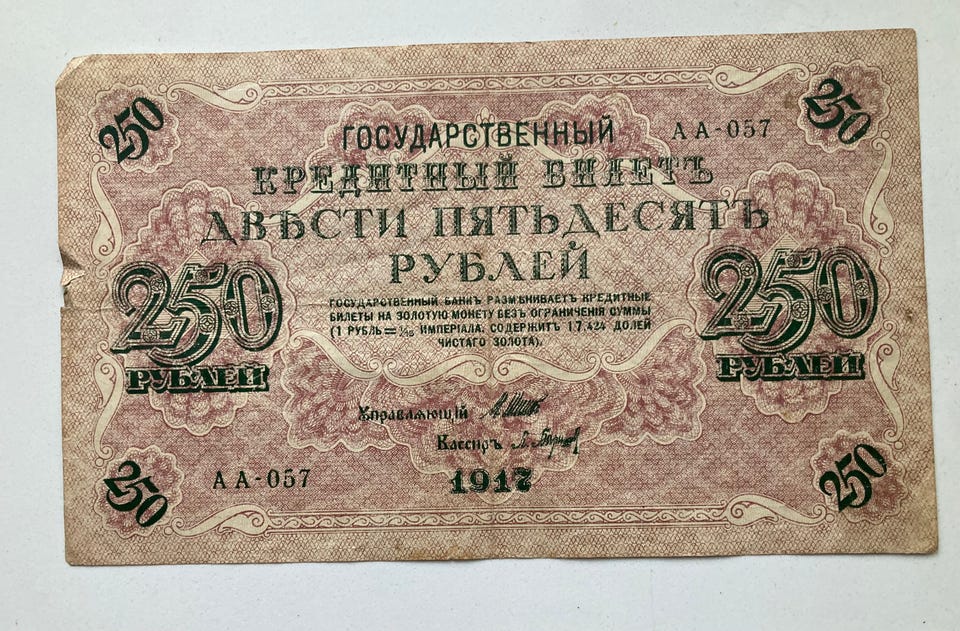 250 250
ГОСУДАРСТВЕННЫЙ АА-057
КРЕДИТНЫЙ БИЛЕТЪ
ДВѢСТИ ПЯТЬДЕСЯТЪ
РУБЛЕЙ
250 РУБЛЕЙ
ГОСУДАРСТВЕННЫЙ БАНКЪ РАЗМѢНИВАЕТЪ КРЕДИТНЫЕ
БИЛЕТЫ НА ЗОЛОТУЮ МОНЕТУ БЕЗЪ ОГРАНИЧЕНІЯ СУММЫ
(1 РУБЛЬ = 1/15 ИМПЕРІАЛА, СОДЕРЖИТЪ 17,424 ДОЛЕЙ
ЧИСТАГО ЗОЛОТА).
250 РУБЛЕЙ
Управляющій
Кассиръ
250 АА-057 1917 250